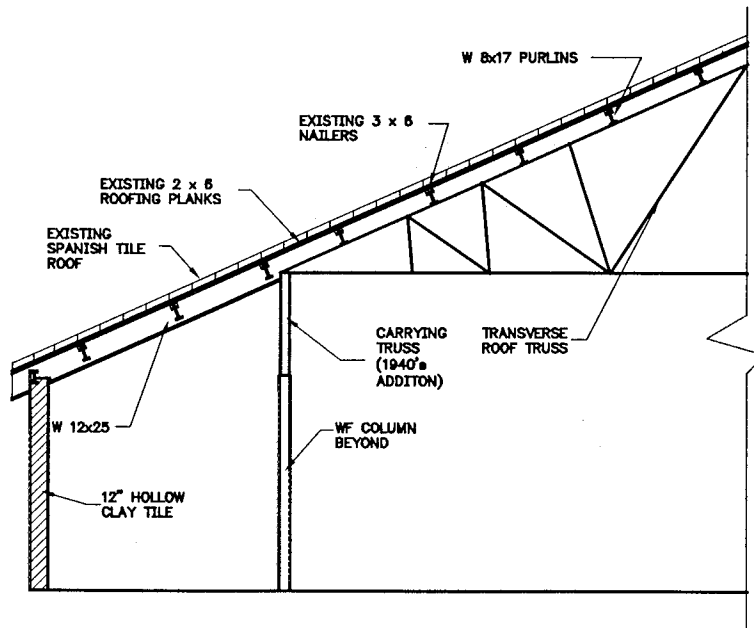 W 8x17 PURLINS
EXISTING 3 x 6
NAILERS
EXISTING 2 x 6
ROOFING PLANKS
EXISTING
SPANISH TILE
ROOF
CARRYING
TRUSS
(1940's
ADDITON)
TRANSVERSE
ROOF TRUSS
W 12x25
WF COLUMN
BEYOND
12" HOLLOW
CLAY TILE